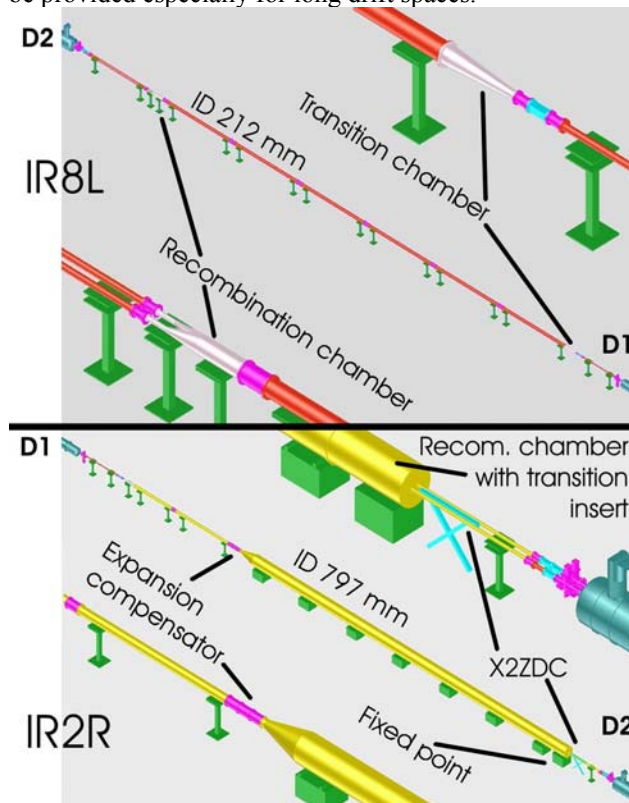 be provided especially for long drift spaces.
D2
ID 212 mm
Transition chamber
IR8L
Recombination chamber
D1
D1
Recom. chamber
with transition
insert
ID 797 mm
Expansion
compensator
X2ZDC
D2
Fixed point
IR2R